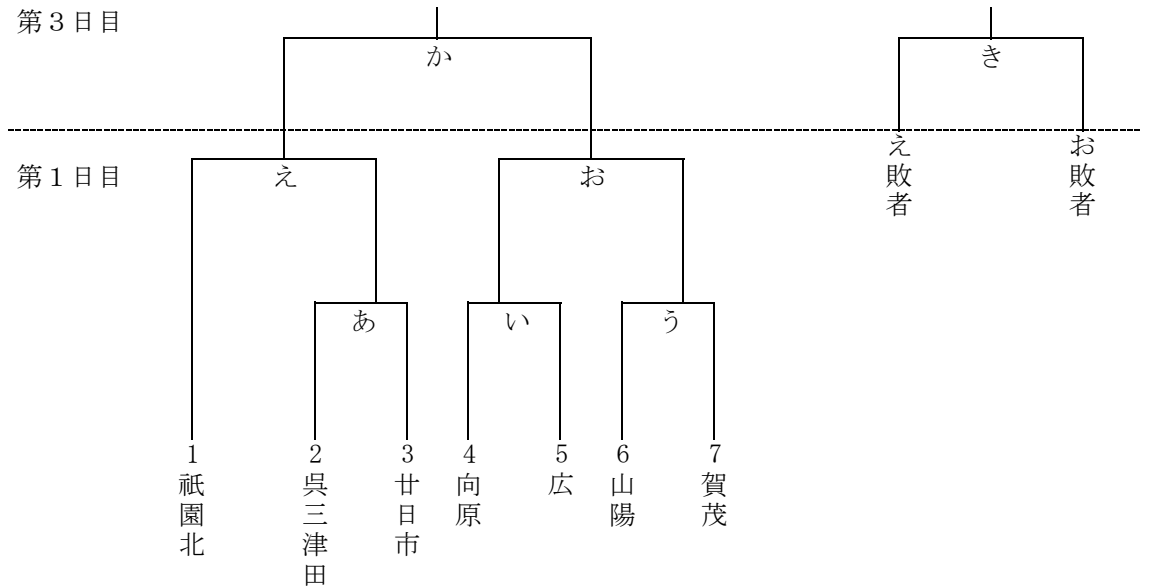 第３日目
か
き
第１日目
え
お
え敗者
お敗者
あ
い
う
1 祇園北
2 呉三津田
3 廿日市
4 向原
5 広
6 山陽
7 賀茂